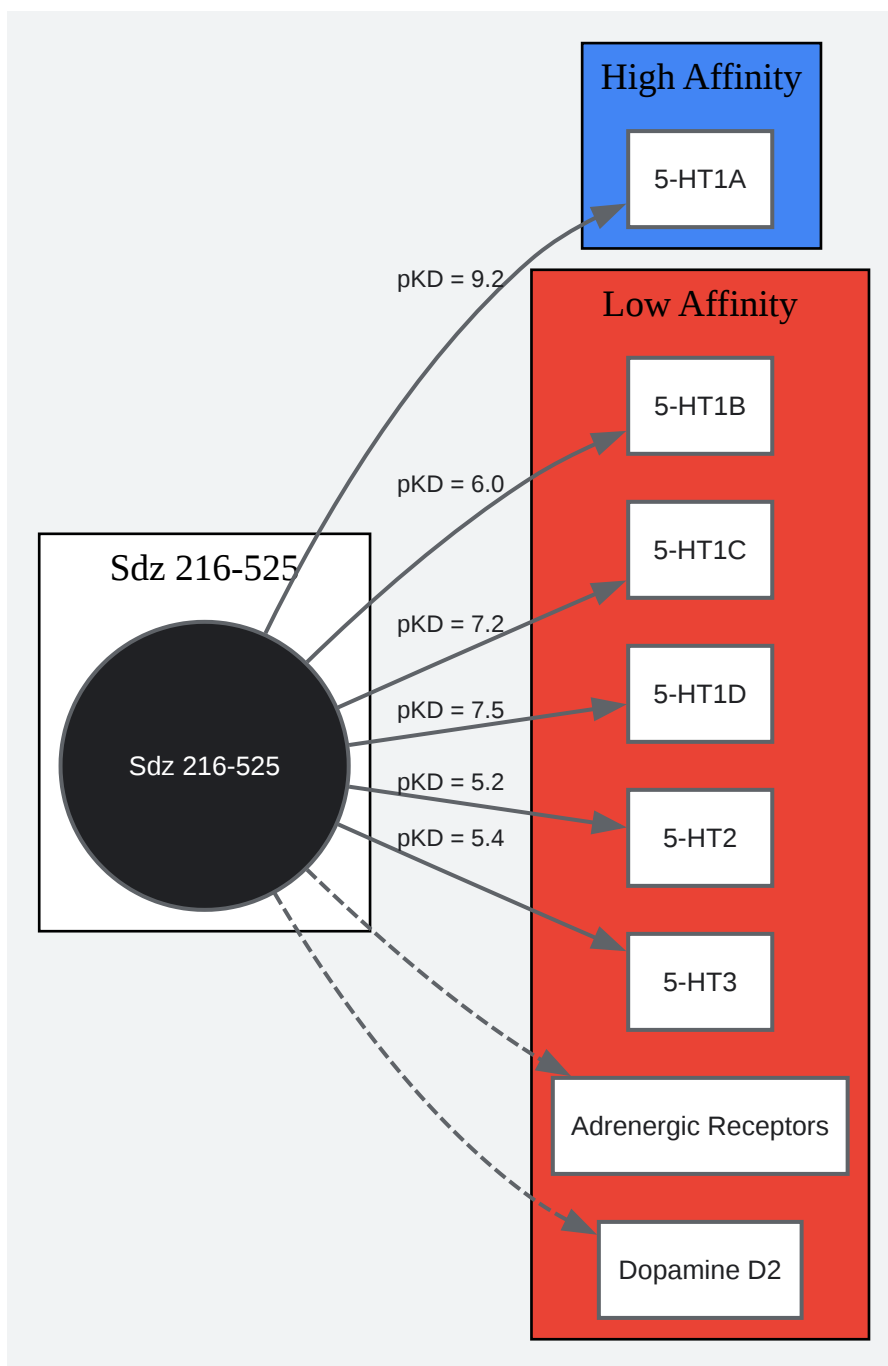 High Affinity
5-HT1A
pKD = 9.2
Low Affinity
5-HT1B
pKD = 6.0
5-HT1C
Sdz 216-525
pKD = 7.2
5-HT1D
pKD = 7.5
Sdz 216-525
pKD = 5.2
5-HT2
pKD = 5.4
5-HT3
Adrenergic Receptors
Dopamine D2